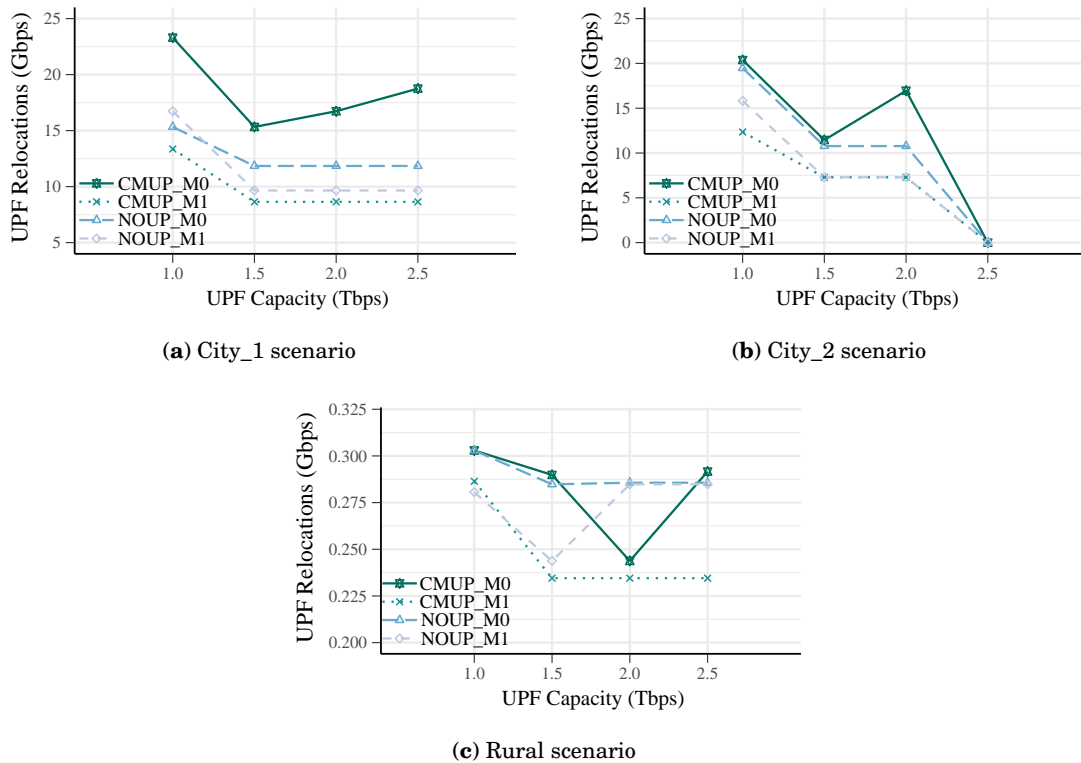 25
20
15
10
5
UPF Relocations (Gbps)
CMUP_M0
CMUP_M1
NOUP_M0
NOUP_M1
1.0 1.5 2.0 2.5
UPF Capacity (Tbps)
(a) City_1 scenario
25
20
15
10
5
0
UPF Relocations (Gbps)
CMUP_M0
CMUP_M1
NOUP_M0
NOUP_M1
1.0 1.5 2.0 2.5
UPF Capacity (Tbps)
(b) City_2 scenario
0.325
0.300
0.275
0.250
0.225
0.200
UPF Relocations (Gbps)
CMUP_M0
CMUP_M1
NOUP_M0
NOUP_M1
1.0 1.5 2.0 2.5
UPF Capacity (Tbps)
(c) Rural scenario